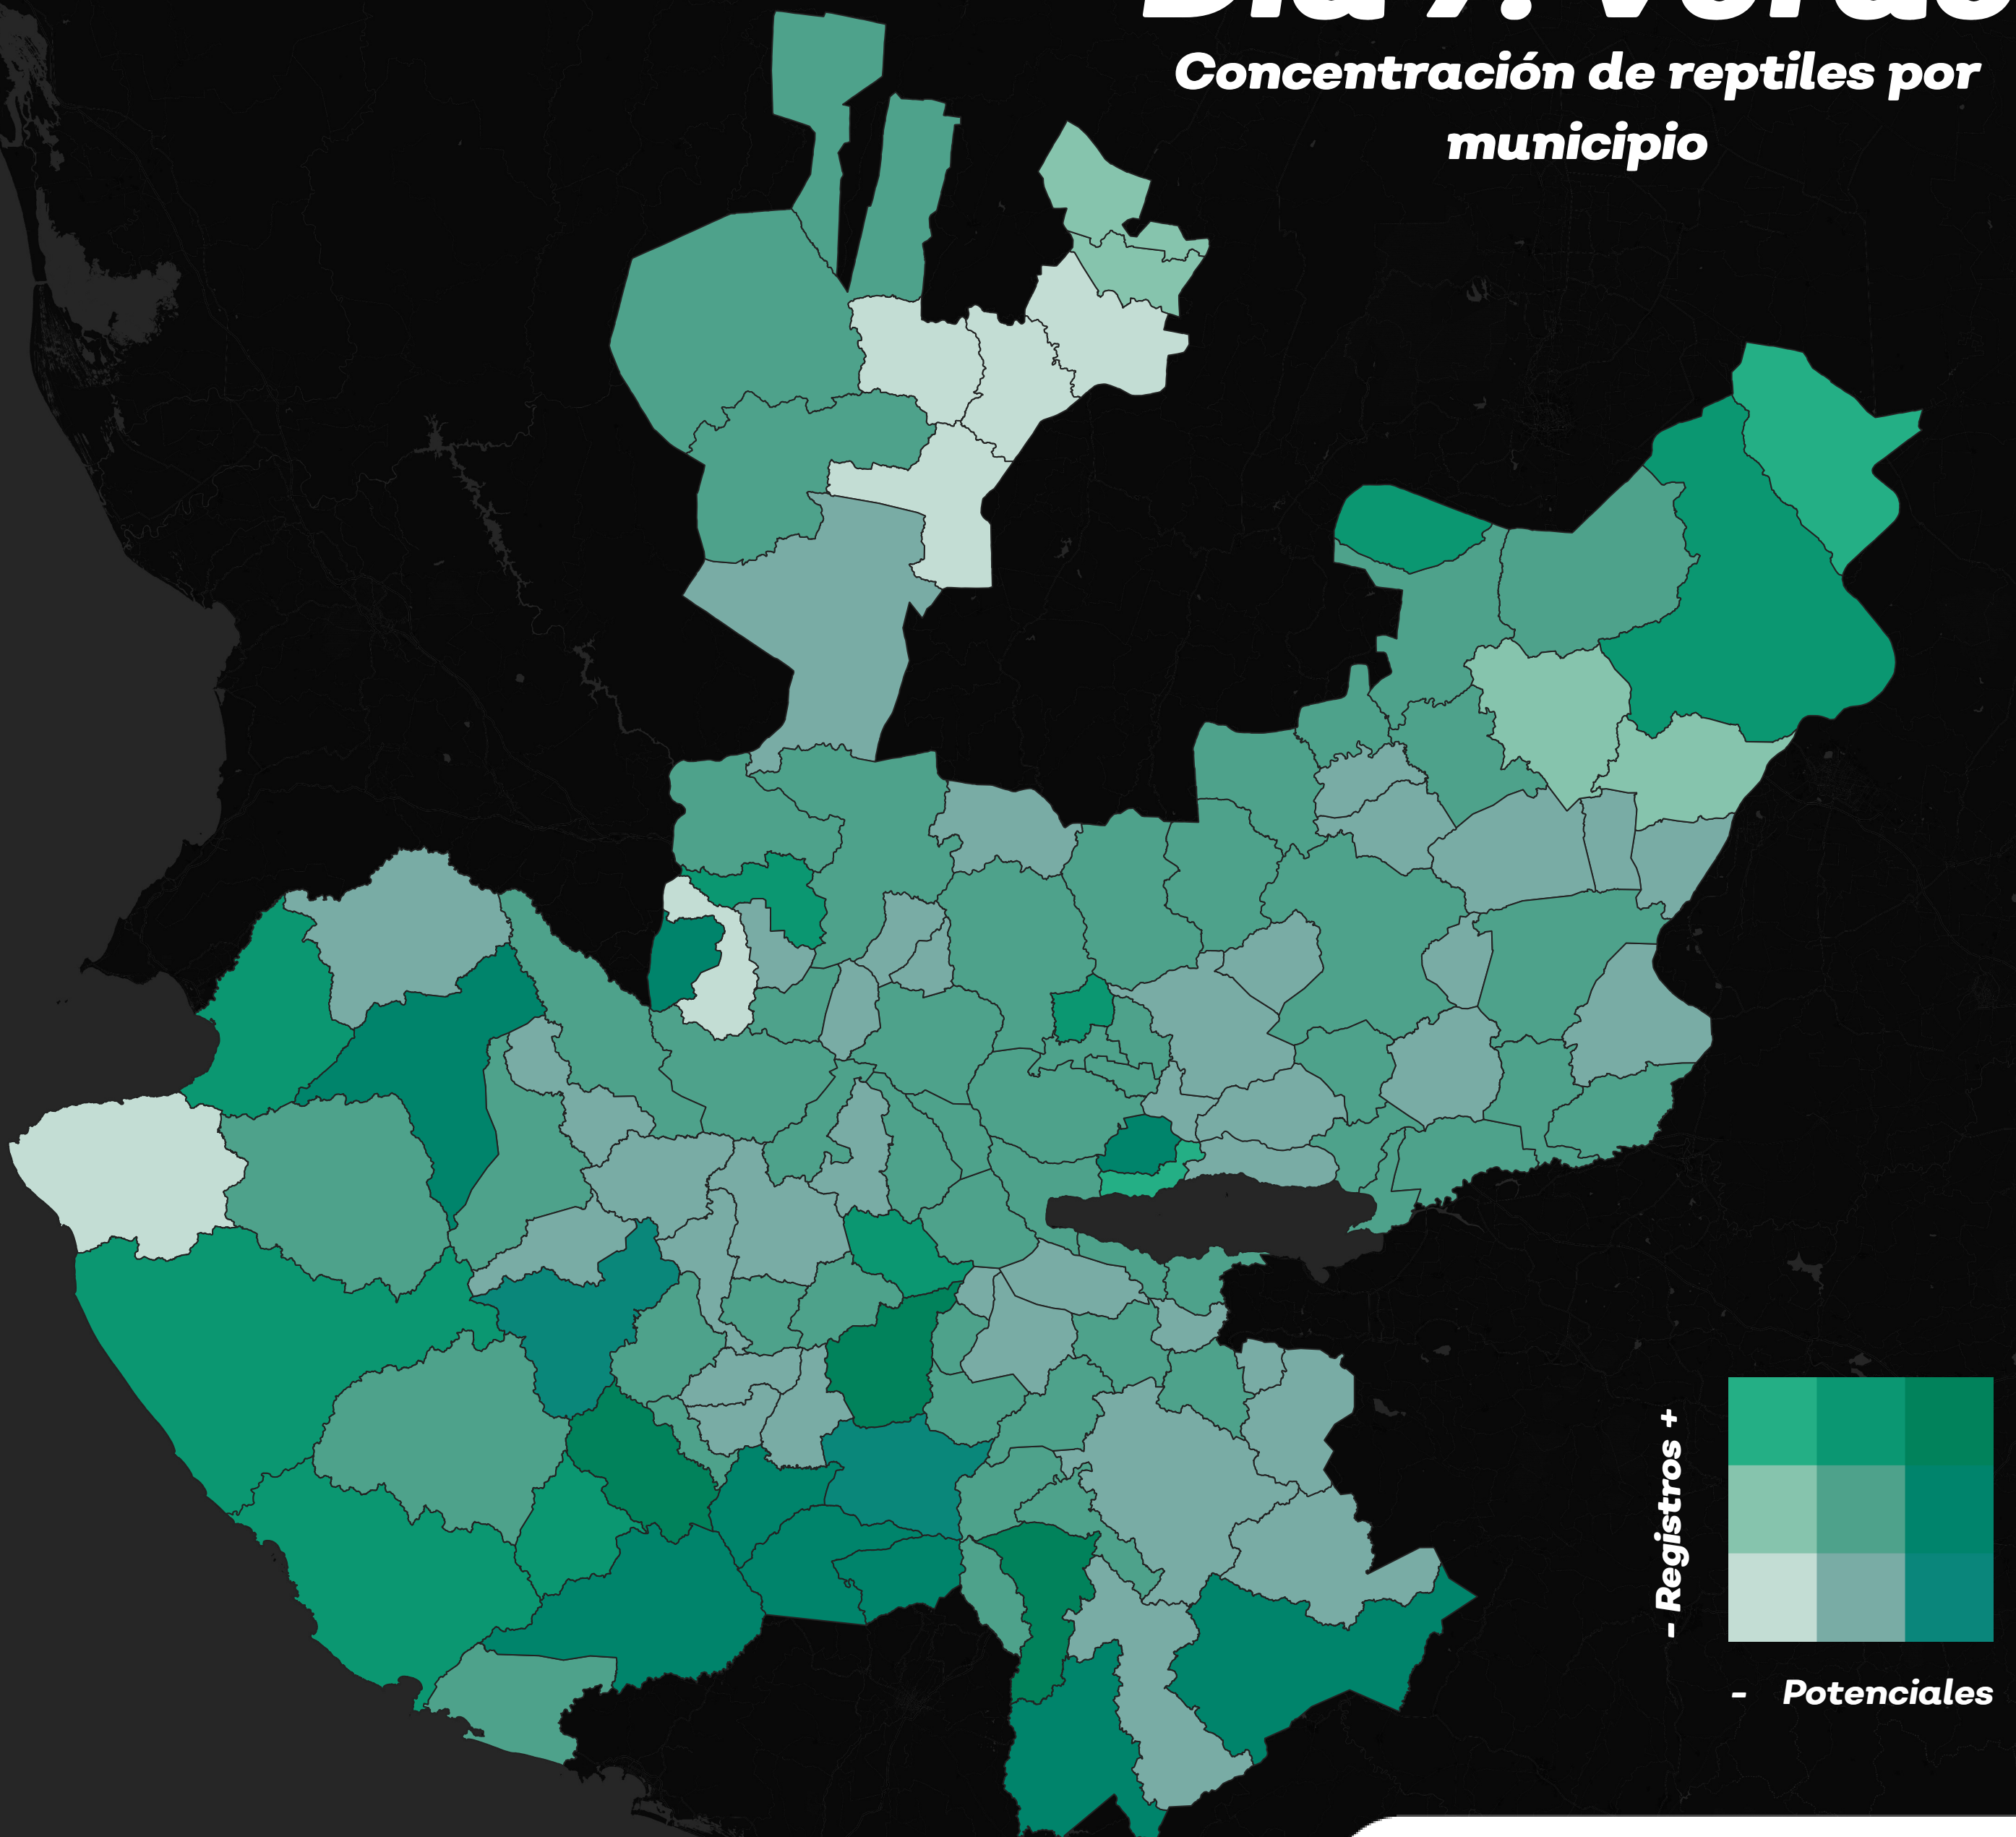 Concentración de reptiles por
municipio
- Registros +
- Potenciales